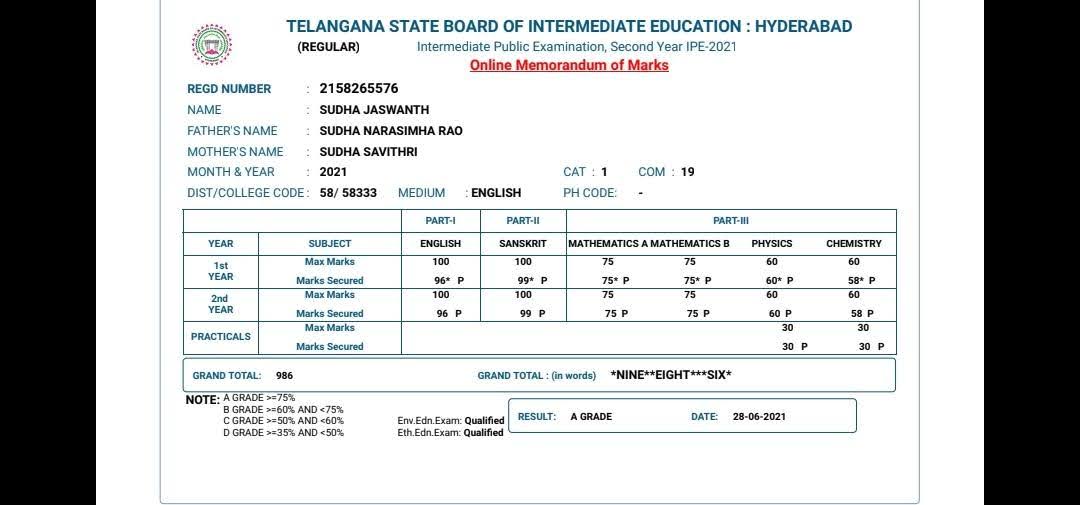 TELANGANA STATE BOARD OF INTERMEDIATE EDUCATION : HYDERABAD
(REGULAR) Intermediate Public Examination, Second Year IPE-2021
Online Memorandum of Marks
REGD NUMBER : 2158265576
NAME : SUDHA JASWANTH
FATHER'S NAME : SUDHA NARASIMHA RAO
MOTHER'S NAME : SUDHA SAVITHRI
MONTH & YEAR : 2021 CAT : 1 COM : 19
DIST/COLLEGE CODE : 58/ 58333 MEDIUM : ENGLISH PH CODE: -
PART-I PART-II PART-III
YEAR SUBJECT ENGLISH SANSKRIT MATHEMATICS A MATHEMATICS B PHYSICS CHEMISTRY
1st YEAR Max Marks 100 100 75 75 60 60
Marks Secured 96* P 99* P 75* P 75* P 60* P 58* P
2nd YEAR Max Marks 100 100 75 75 60 60
Marks Secured 96 P 99 P 75 P 75 P 60 P 58 P
PRACTICALS Max Marks 30 30
Marks Secured 30 P 30 P
GRAND TOTAL: 986 GRAND TOTAL : (in words) *NINE**EIGHT***SIX*
NOTE: A GRADE >=75%
B GRADE >=60% AND <75%
C GRADE >=50% AND <60% Env.Edn.Exam: Qualified
D GRADE >=35% AND <50% Eth.Edn.Exam: Qualified
RESULT: A GRADE DATE: 28-06-2021